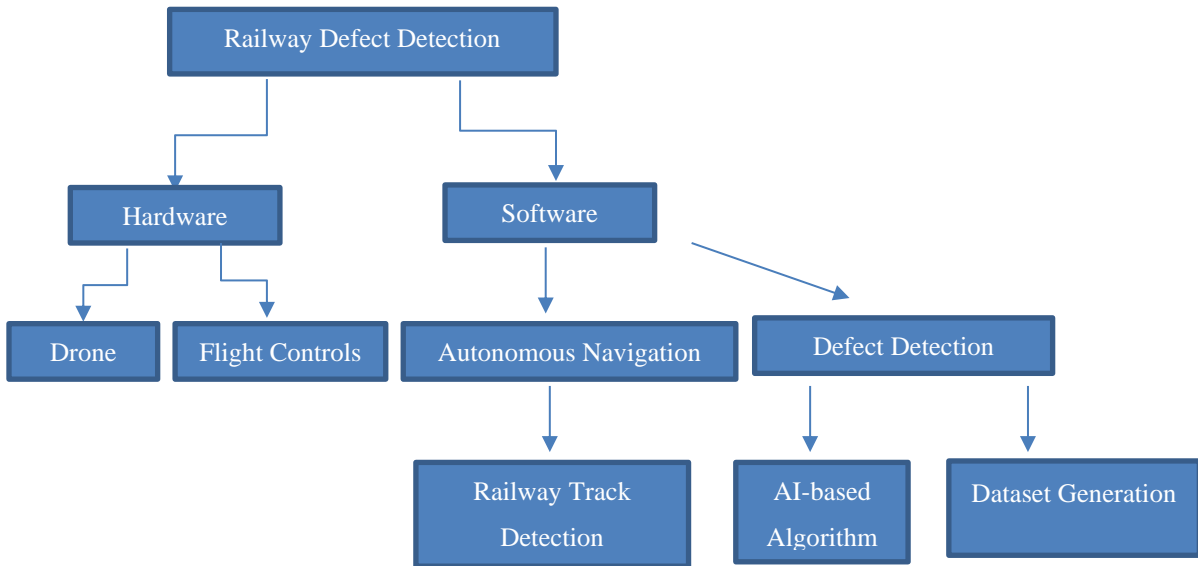 Railway Defect Detection
Hardware
Software
Drone
Flight Controls
Autonomous Navigation
Defect Detection
Railway Track
Detection
AI-based
Algorithm
Dataset Generation